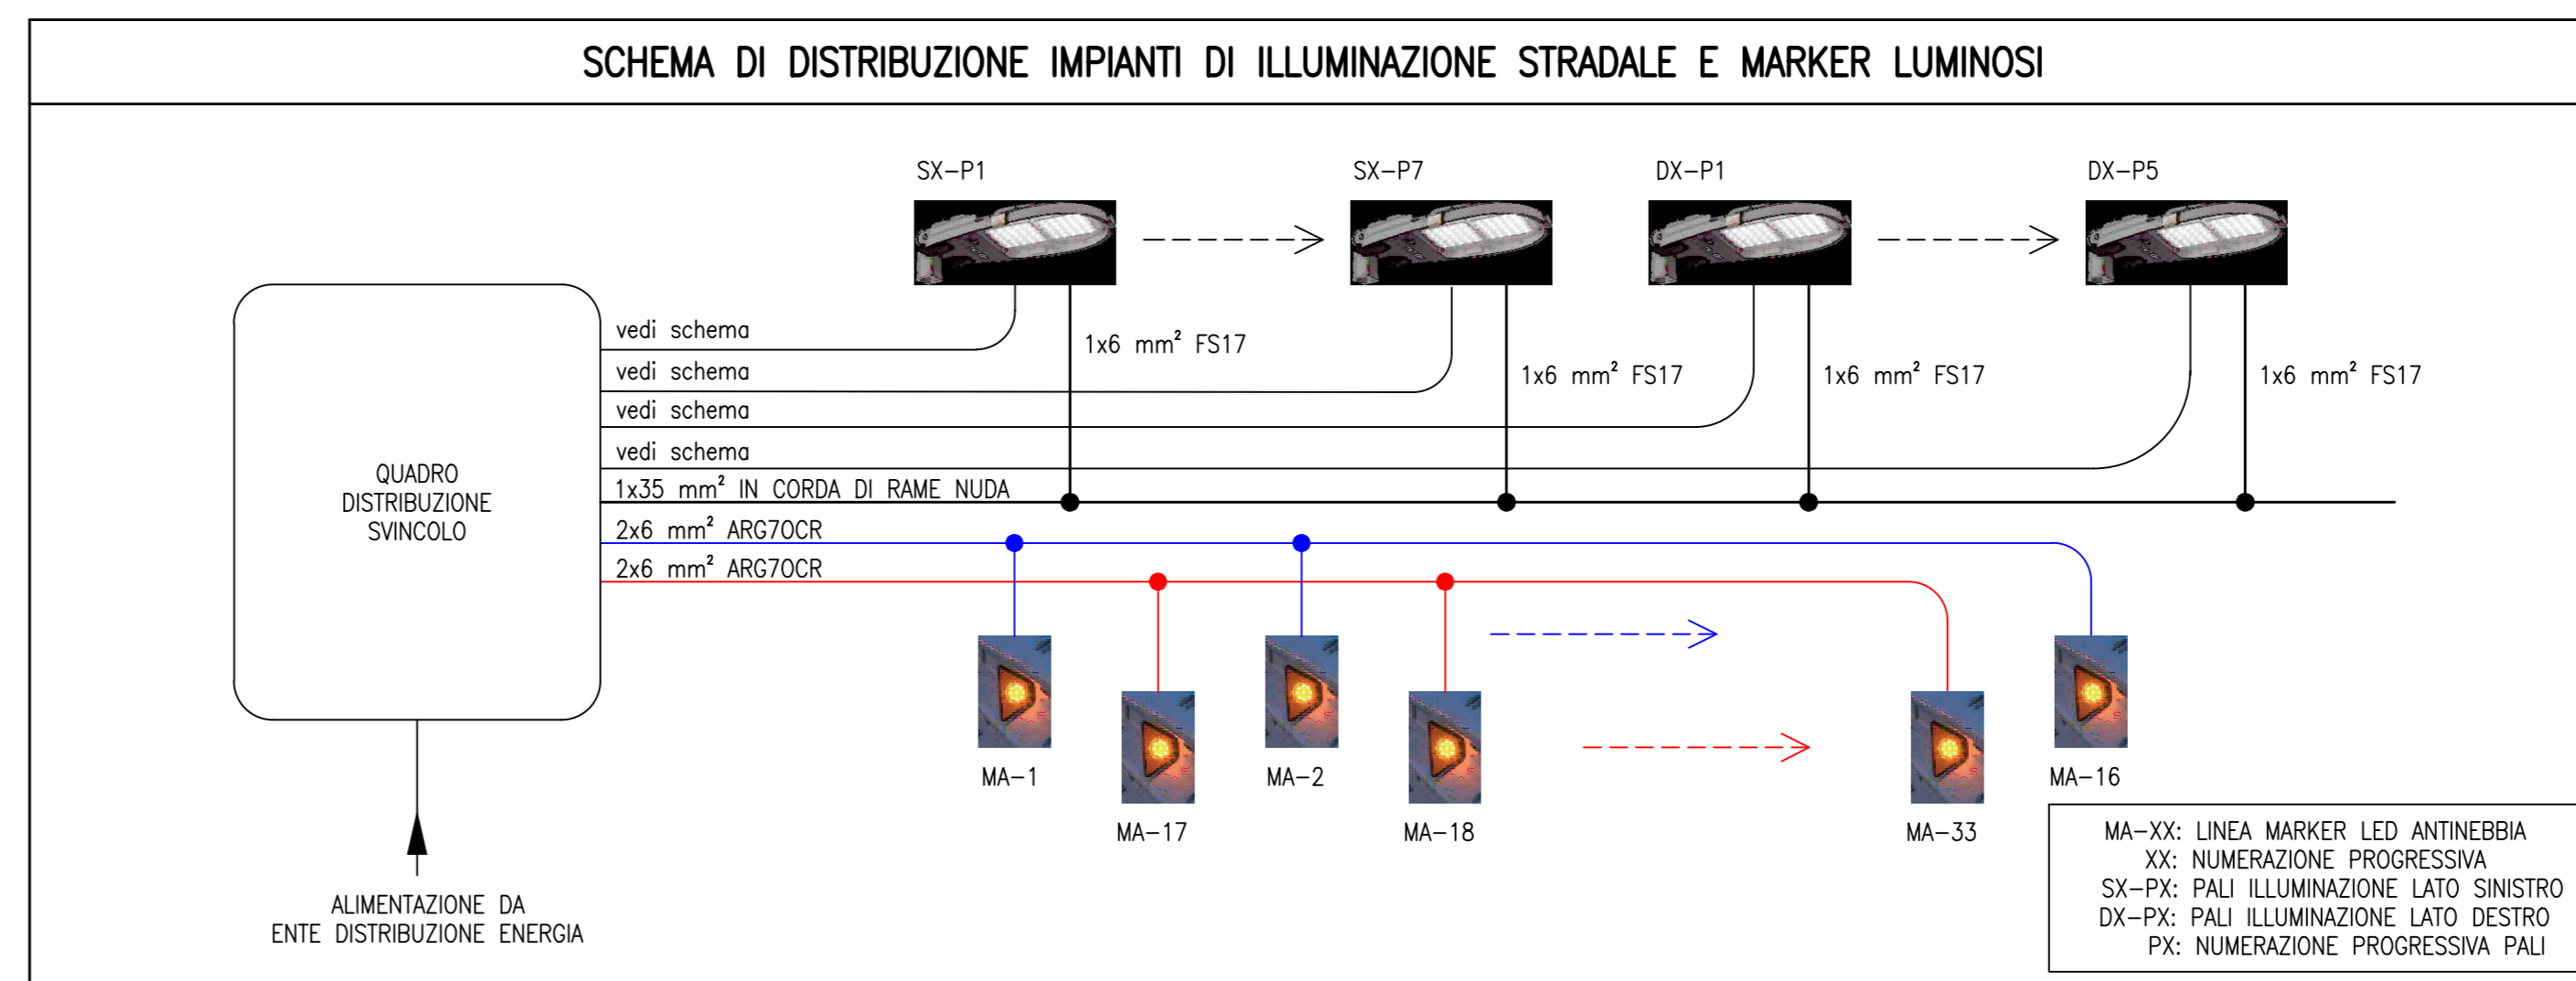 SCHEMA DI DISTRIBUZIONE IMPIANTI DI ILLUMINAZIONE STRADALE E MARKER LUMINOSI
SX-P1
SX-P7
DX-P1
DX-P5
vedi schema
1x6 mm² FS17
vedi schema
1x6 mm² FS17
1x6 mm² FS17
1x6 mm² FS17
vedi schema
vedi schema
QUADRO
DISTRIBUZIONE
SVINCOLO
1x35 mm² IN CORDA DI RAME NUDA
2x6 mm² ARG7OCR
2x6 mm² ARG7OCR
MA-1
MA-2
MA-16
MA-17
MA-18
MA-33
ALIMENTAZIONE DA
ENTE DISTRIBUZIONE ENERGIA
MA-XX: LINEA MARKER LED ANTINEBBIA
XX: NUMERAZIONE PROGRESSIVA
SX-PX: PALI ILLUMINAZIONE LATO SINISTRO
DX-PX: PALI ILLUMINAZIONE LATO DESTRO
PX: NUMERAZIONE PROGRESSIVA PALI